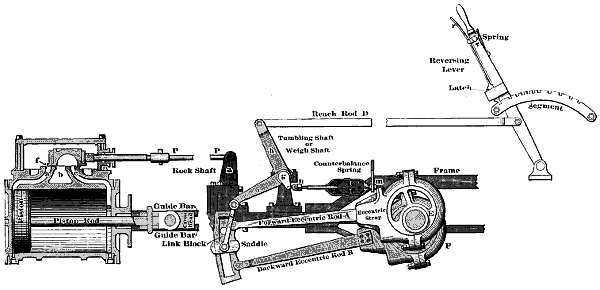 Spring
Reversing
Lever
Latch
Segment
Reach Rod D
Tumbling Shaft
or
Weigh Shaft
P
P
Rock Shaft
Counterbalance
Spring
Frame
h
g
m
f
b
Guide Bar
Piston Rod
Guide Bar
Link Block
Saddle
Forward Eccentric Rod A
Eccentric
Strap
E
Backward Eccentric Rod B
P